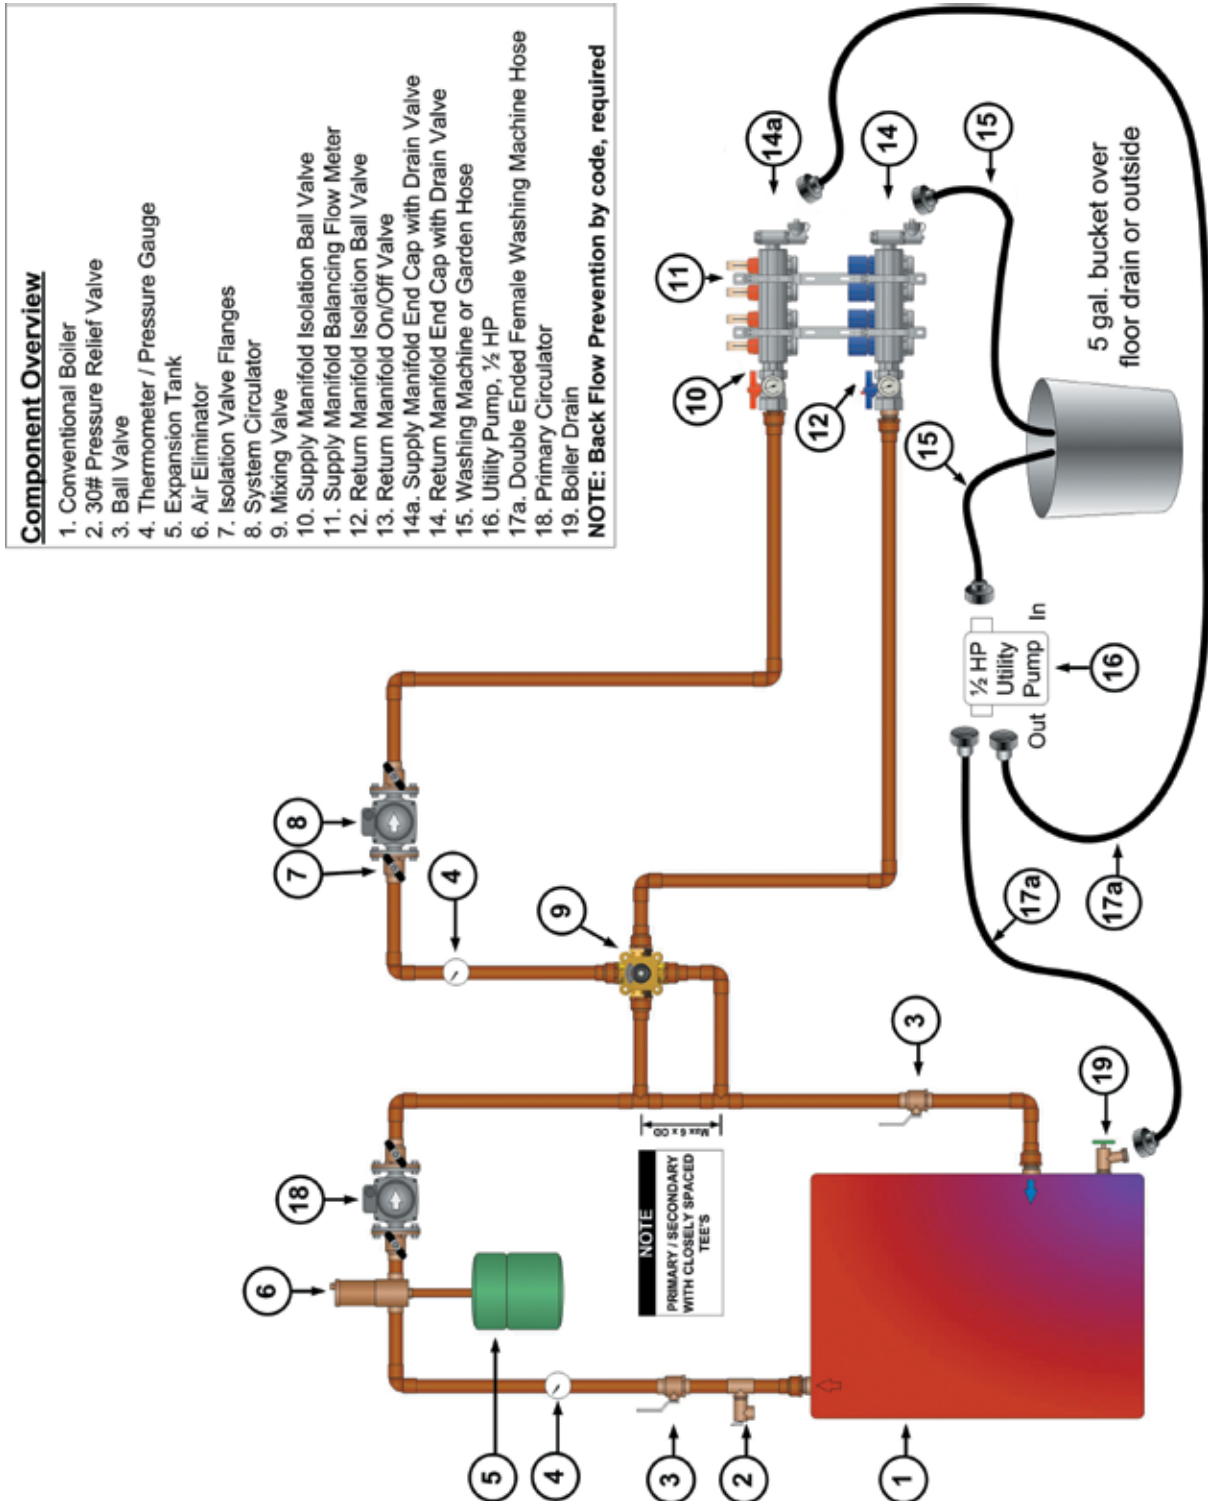 Component Overview
1. Conventional Boiler
2. 30# Pressure Relief Valve
3. Ball Valve
4. Thermometer / Pressure Gauge
5. Expansion Tank
6. Air Eliminator
7. Isolation Valve Flanges
8. System Circulator
9. Mixing Valve
10. Supply Manifold Isolation Ball Valve
11. Supply Manifold Balancing Flow Meter
12. Return Manifold Isolation Ball Valve
13. Return Manifold On/Off Valve
14a. Supply Manifold End Cap with Drain Valve
14. Return Manifold End Cap with Drain Valve
15. Washing Machine or Garden Hose
16. Utility Pump, ½ HP
17a. Double Ended Female Washing Machine Hose
18. Primary Circulator
19. Boiler Drain
NOTE: Back Flow Prevention by code, required
6
18
8
7
4
5
4
3
2
1
NOTE
PRIMARY / SECONDARY
WITH CLOSELY SPACED
TEE'S
Max 6 x OD
9
3
19
10
11
14a
12
14
15
15
½ HP
Utility
Pump
Out
In
16
17a
17a
5 gal. bucket over
floor drain or outside